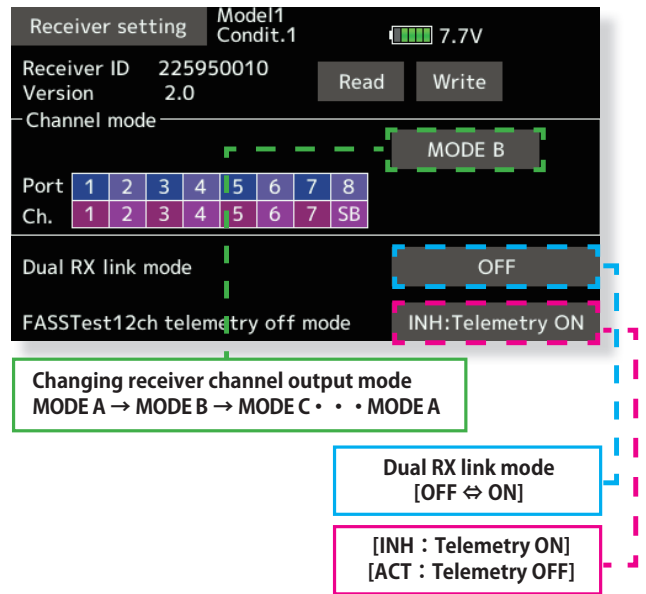 Receiver setting
Model1
Condit.1
7.7V
Receiver ID 225950010
Version 2.0
Read
Write
Channel mode
MODE B
Port 1 2 3 4 5 6 7 8
Ch. 1 2 3 4 5 6 7 SB
Dual RX link mode
OFF
FASSTest12ch telemetry off mode
INH:Telemetry ON
Changing receiver channel output mode
MODE A → MODE B → MODE C・・・MODE A
Dual RX link mode
[OFF ⇔ ON]
[INH：Telemetry ON]
[ACT：Telemetry OFF]